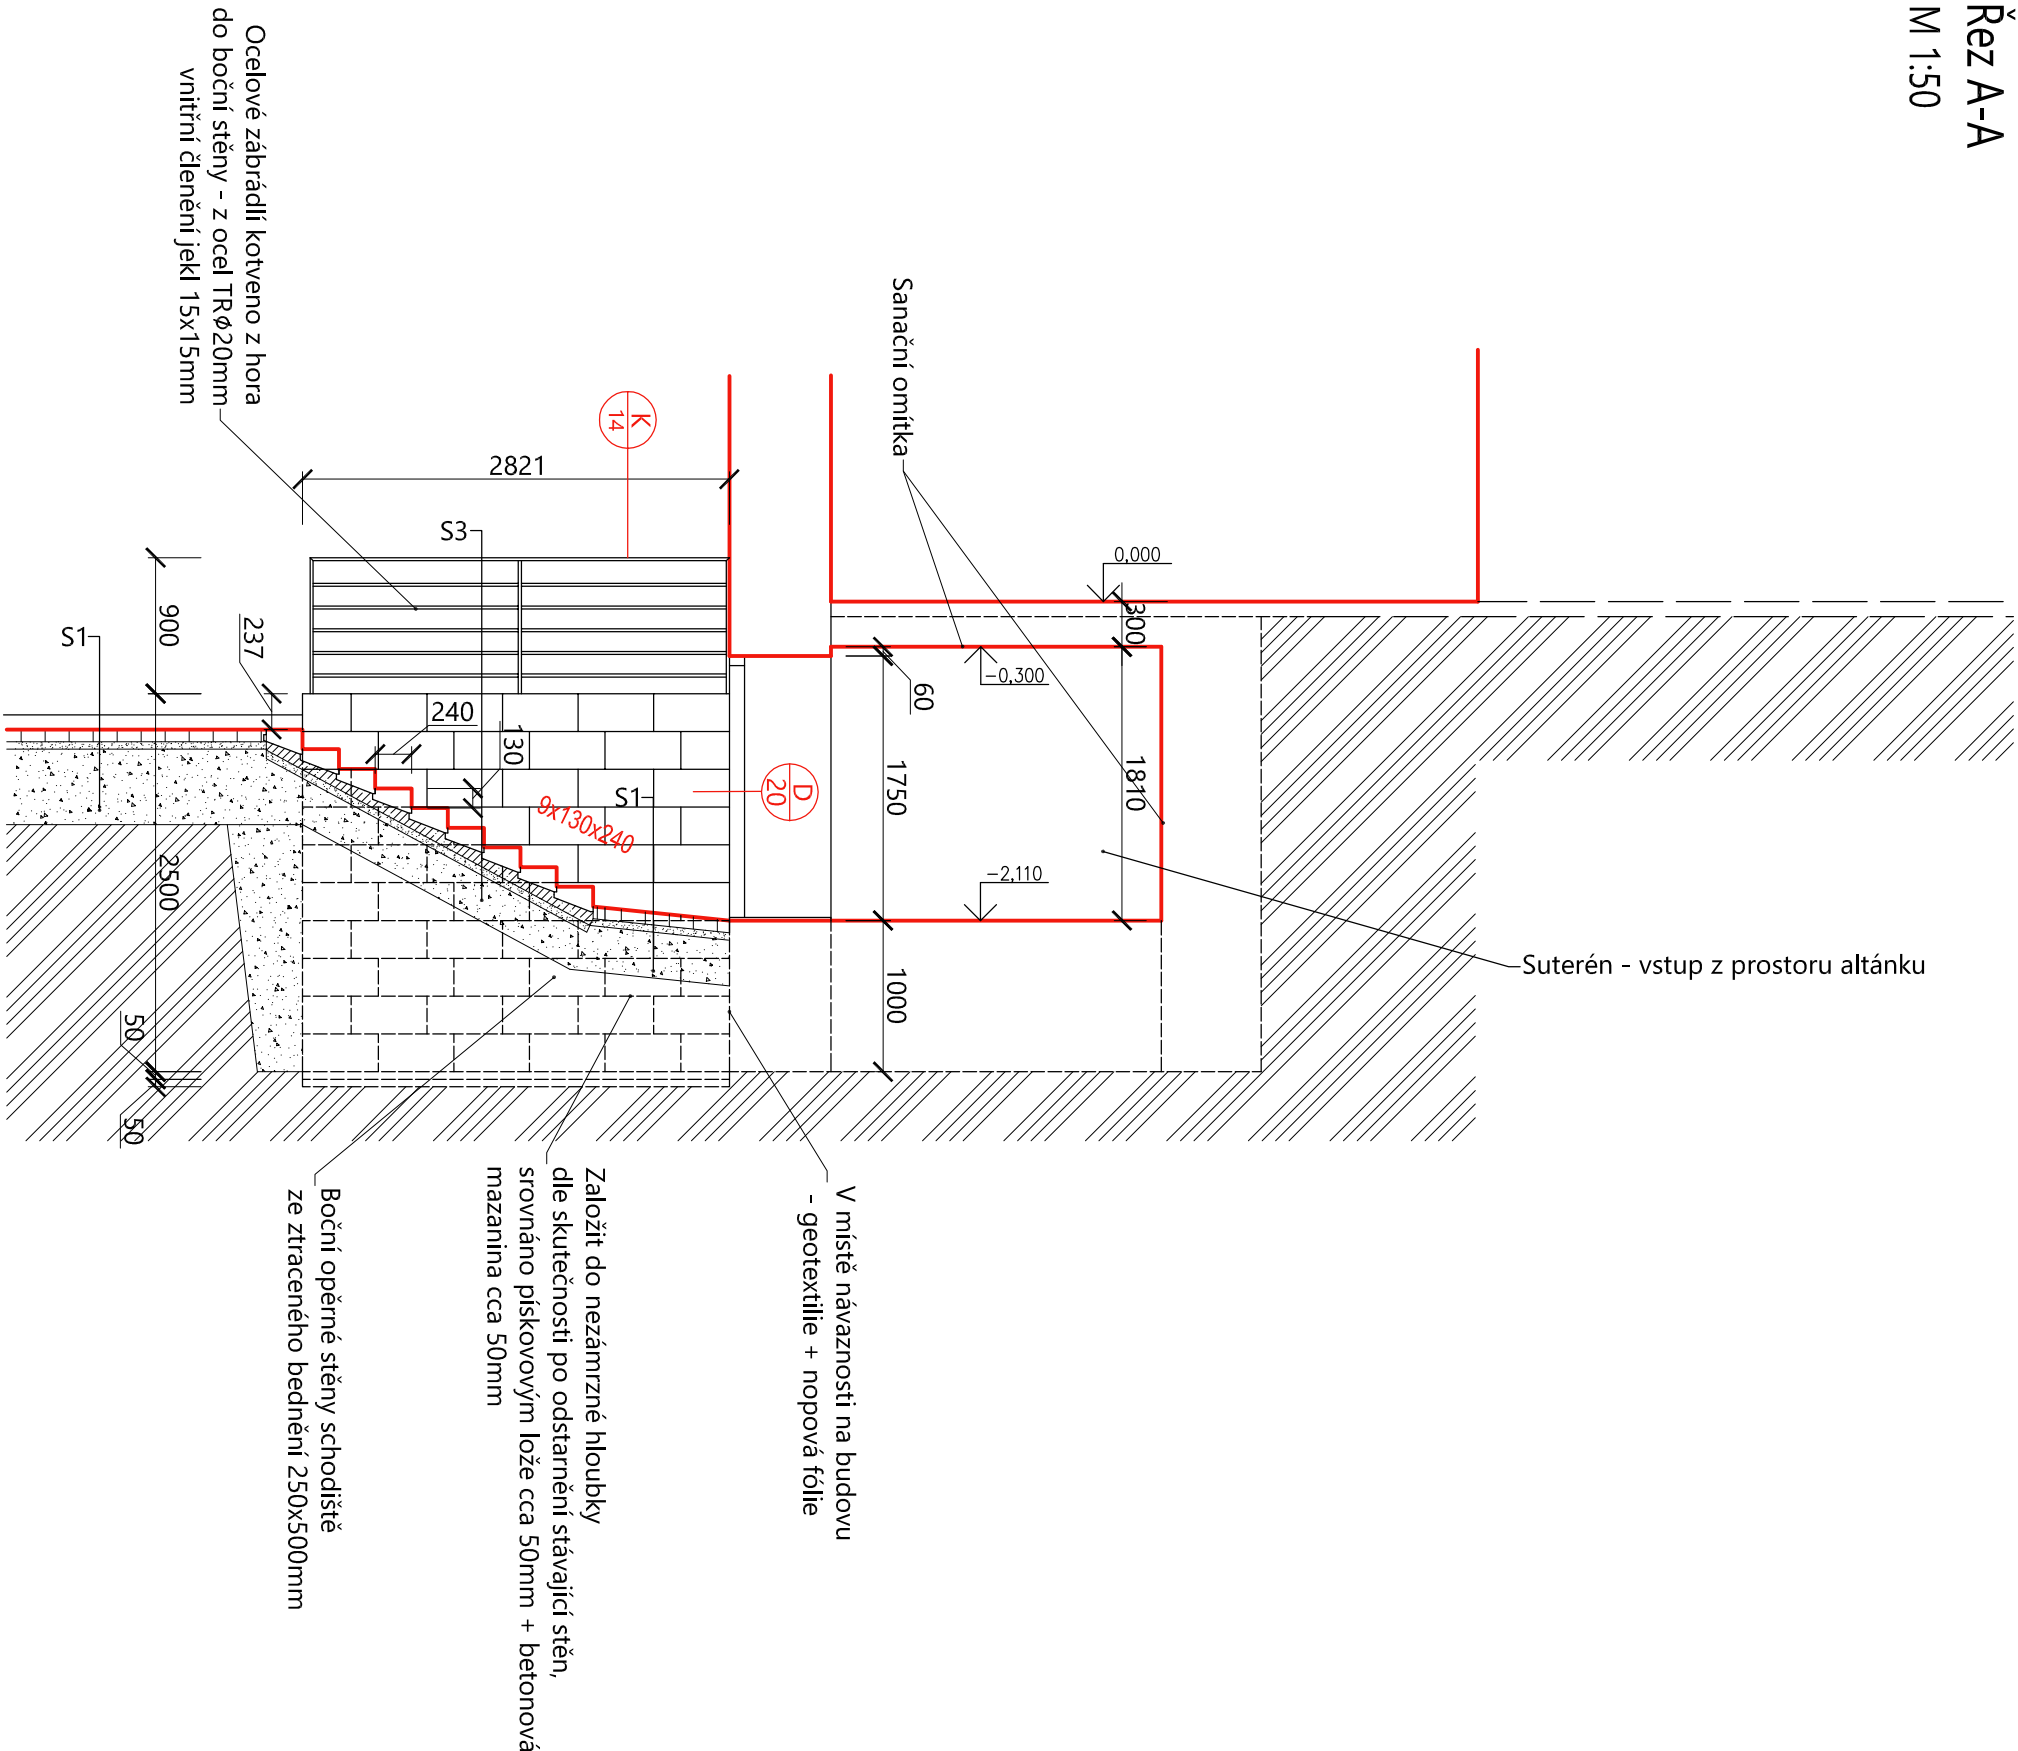 Řez A-A
M 1:50
Ocelové zábrádlí kotveno z hora
do boční stěny - z ocel TRϕ20mm
vnitřní členění jekl 15x15mm
Sanační omítka
K
14
2821
S3
0,000
300
-0,300
60
900
237
S1
240
130
S1
9x130x240
D
20
1750
1810
-2,110
2500
1000
Suterén - vstup z prostoru altánku
50
50
V místě návaznosti na budovu
- geotextilie + nopová fólie
Založit do nezámrzné hloubky
dle skutečnosti po odstarnění stávající stěn,
srovnáno pískovovým lože cca 50mm + betonová
mazanina cca 50mm
Boční opěrné stěny schodiště
ze ztraceného bednění 250x500mm